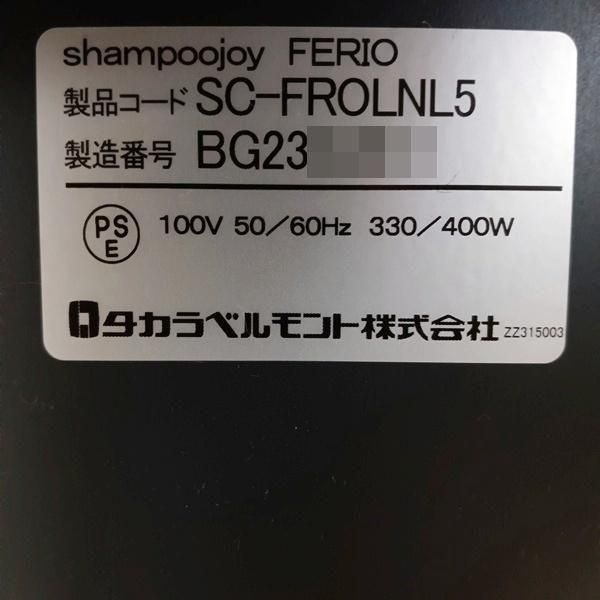 shampoojoy FERIO
製品コード SC-FROLNL5
製造番号 BG23
PS
E
100V 50/60Hz 330/400W
タカラベルモント株式会社 ZZ315003